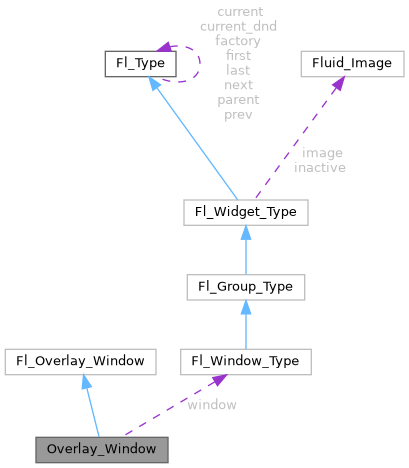 current
current_dnd
factory
first
last
next
parent
prev
Fl_Type
Fluid_Image
image
inactive
Fl_Widget_Type
Fl_Group_Type
Fl_Overlay_Window
Fl_Window_Type
window
Overlay_Window